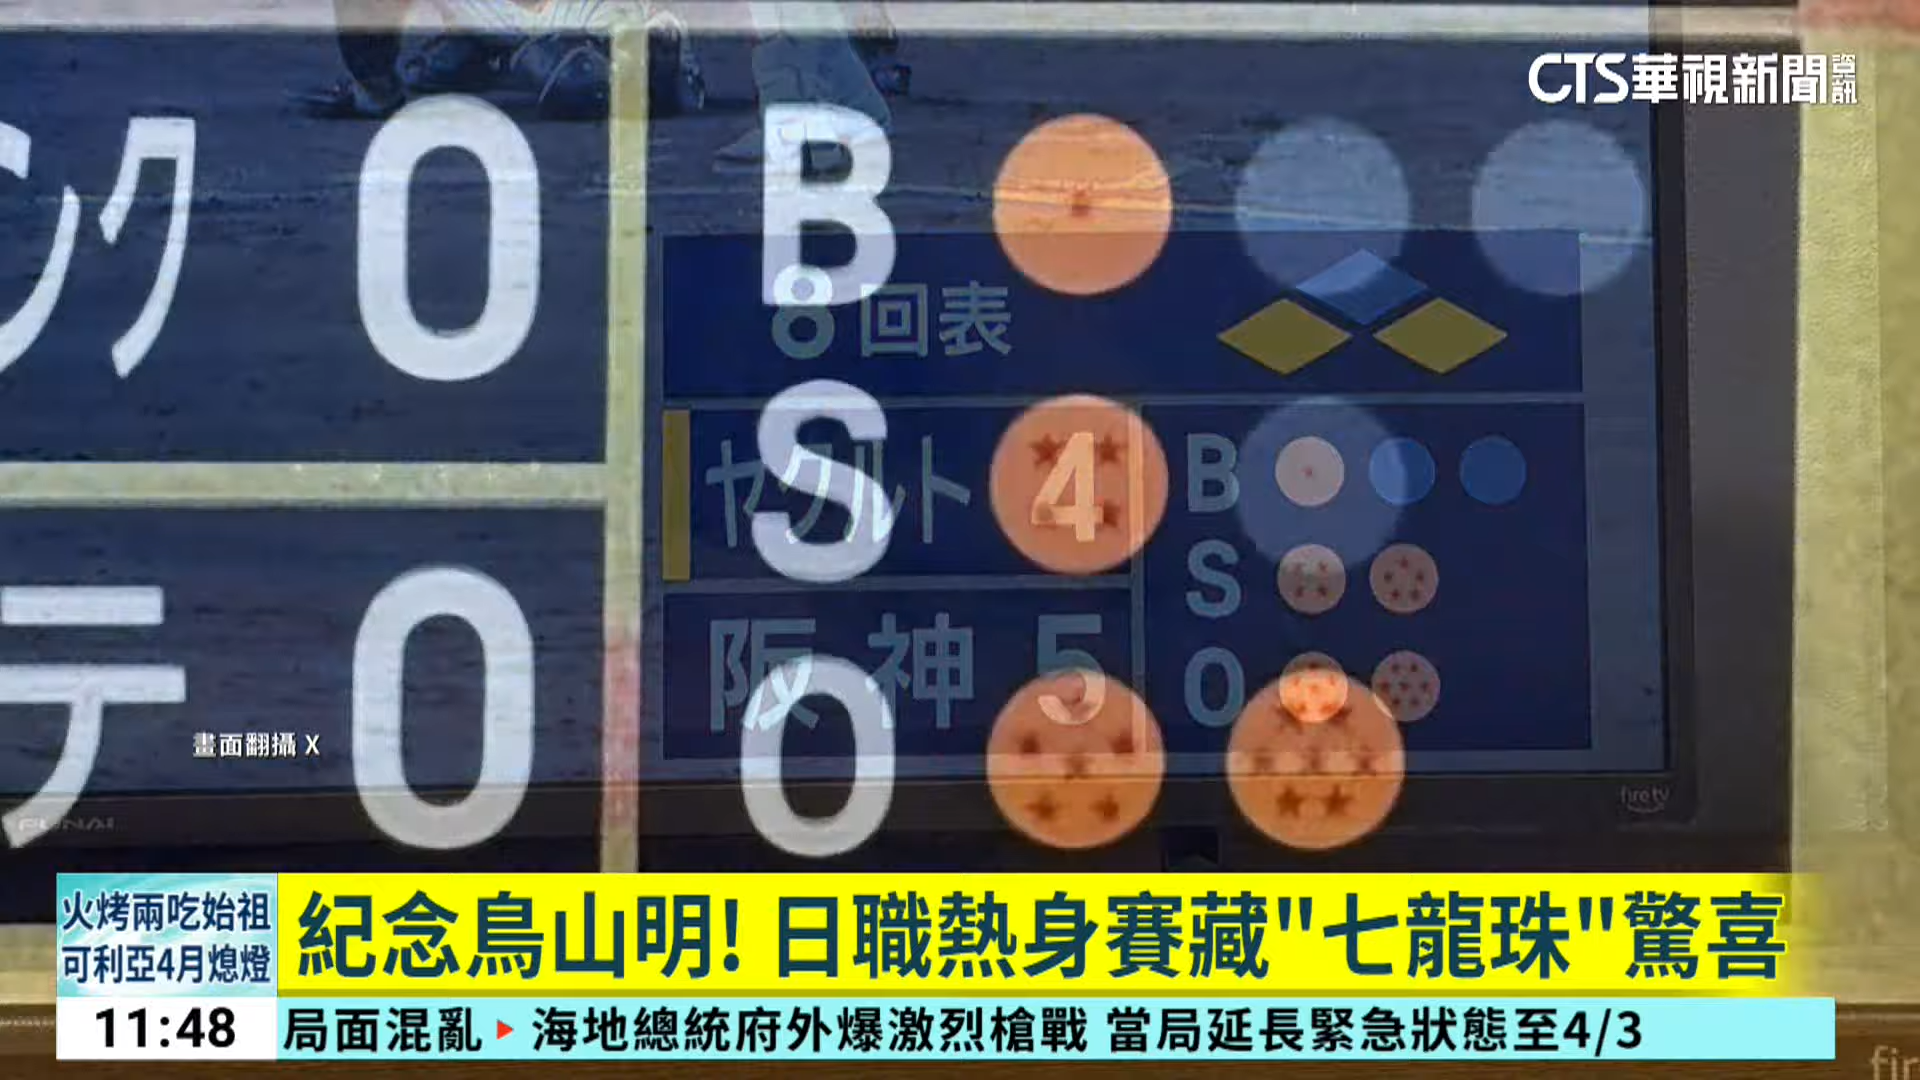 CTS華視新聞資訊
ンク 0
B
8回表
S
ヤクルト 4
B
S
阪神 5
O
テ 0
O
畫面翻攝 X
FUNAI
fire tv
火烤兩吃始祖
可利亞4月熄燈
紀念鳥山明! 日職熱身賽藏"七龍珠"驚喜
11:48
局面混亂▶海地總統府外爆激烈槍戰 當局延長緊急狀態至4/3
fir